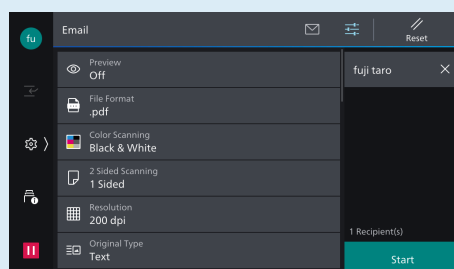 fu
Email
Reset
Preview
Off
File Format
.pdf
Color Scanning
Black & White
2 Sided Scanning
1 Sided
Resolution
200 dpi
Original Type
Text
fuji taro
1 Recipient(s)
Start